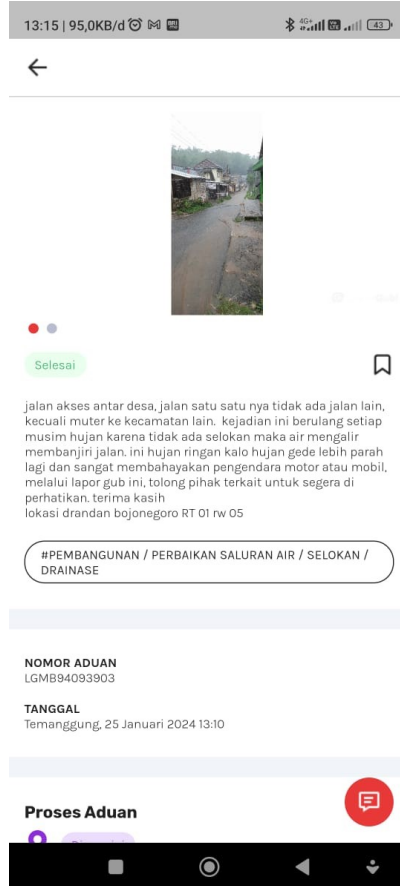 13:15 | 95,0KB/d
4G+
43
Selesai
jalan akses antar desa, jalan satu satu nya tidak ada jalan lain,
kecuali muter ke kecamatan lain.  kejadian ini berulang setiap
musim hujan karena tidak ada selokan maka air mengalir
membanjiri jalan. ini hujan ringan kalo hujan gede lebih parah
lagi dan sangat membahayakan pengendara motor atau mobil,
melalui lapor gub ini, tolong pihak terkait untuk segera di
perhatikan. terima kasih
lokasi drandan bojonegoro RT 01 rw 05
#PEMBANGUNAN / PERBAIKAN SALURAN AIR / SELOKAN /
DRAINASE
NOMOR ADUAN
LGMB94093903
TANGGAL
Temanggung, 25 Januari 2024 13:10
Proses Aduan